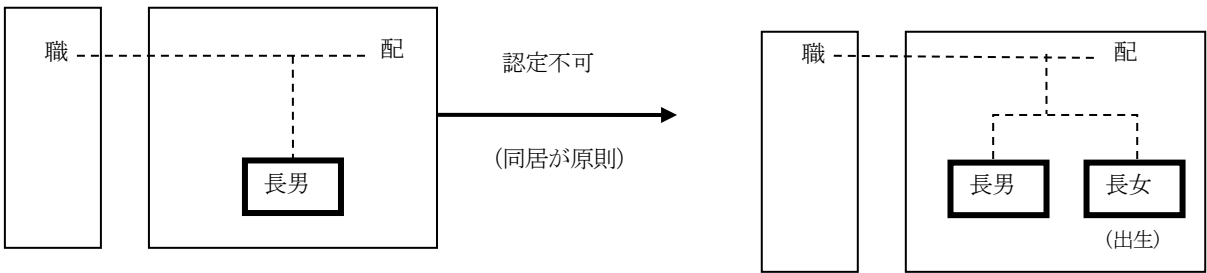 職 配
長男
認定不可
(同居が原則)
職 配
長男 長女
(出生)